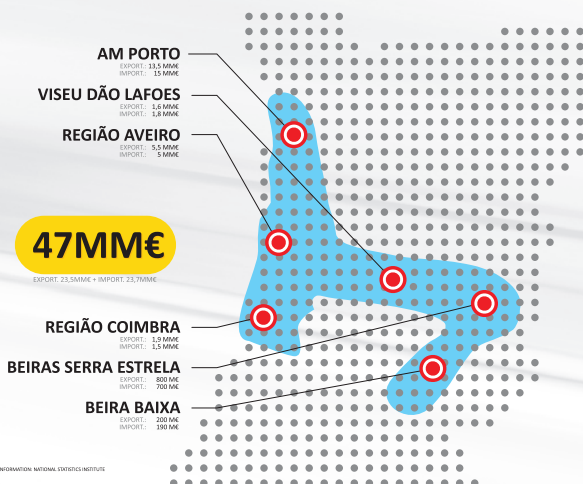 AM PORTO
EXPORT.: 13,5 MM€
IMPORT.: 15 MM€
VISEU DÃO LAFOES
EXPORT.: 1,6 MM€
IMPORT.: 1,8 MM€
REGIÃO AVEIRO
EXPORT.: 5,5 MM€
IMPORT.: 5 MM€
47MM€
EXPORT. 23,5MM€ + IMPORT. 23,7MM€
REGIÃO COIMBRA
EXPORT.: 1,9 MM€
IMPORT.: 1,5 MM€
BEIRAS SERRA ESTRELA
EXPORT.: 800 M€
IMPORT.: 700 M€
BEIRA BAIXA
EXPORT.: 200 M€
IMPORT.: 190 M€
NFORMATION: NATIONAL STATISTICS INSTITUTE